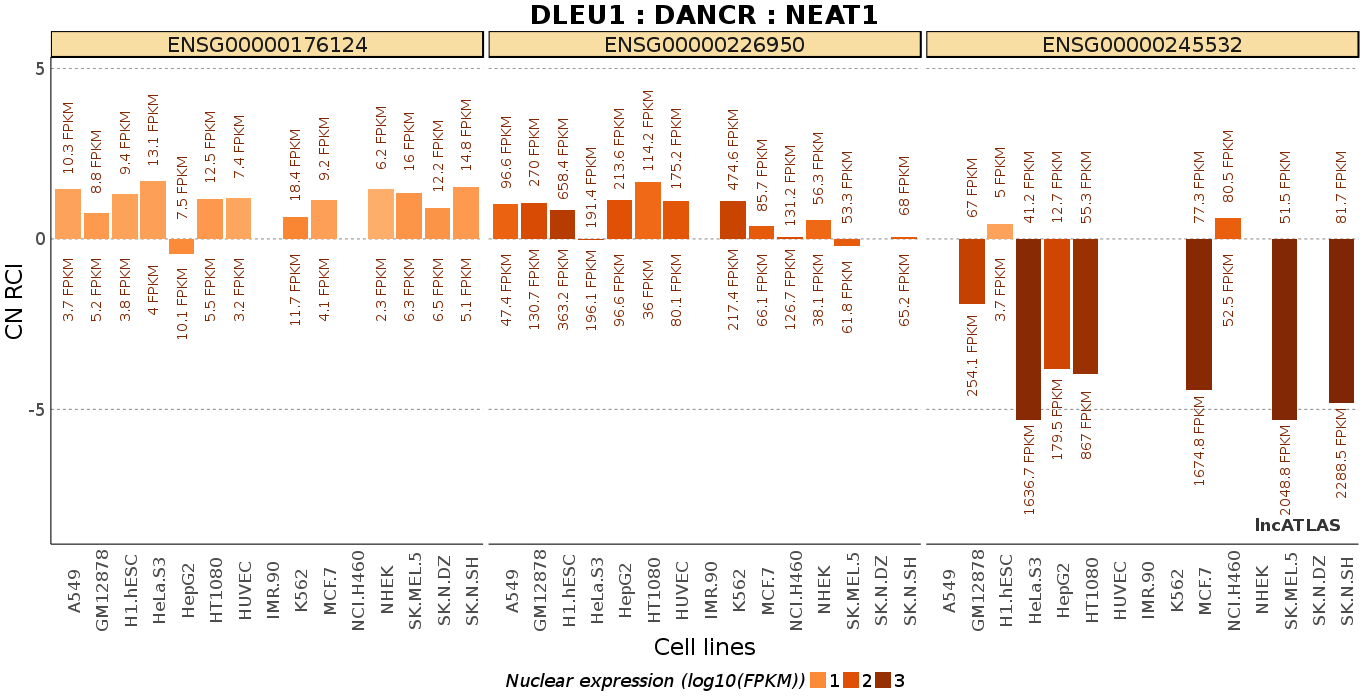 DLEU1 : DANCR : NEAT1
ENSG00000176124
ENSG00000226950
ENSG00000245532
CN RCI
5
0
-5
10.3 FPKM
8.8 FPKM
9.4 FPKM
13.1 FPKM
7.5 FPKM
12.5 FPKM
7.4 FPKM
18.4 FPKM
9.2 FPKM
6.2 FPKM
16 FPKM
12.2 FPKM
14.8 FPKM
3.7 FPKM
5.2 FPKM
3.8 FPKM
4 FPKM
10.1 FPKM
5.5 FPKM
3.2 FPKM
11.7 FPKM
4.1 FPKM
2.3 FPKM
6.3 FPKM
6.5 FPKM
5.1 FPKM
96.6 FPKM
270 FPKM
658.4 FPKM
191.4 FPKM
213.6 FPKM
114.2 FPKM
175.2 FPKM
474.6 FPKM
85.7 FPKM
131.2 FPKM
56.3 FPKM
53.3 FPKM
68 FPKM
47.4 FPKM
130.7 FPKM
363.2 FPKM
196.1 FPKM
96.6 FPKM
36 FPKM
80.1 FPKM
217.4 FPKM
66.1 FPKM
126.7 FPKM
38.1 FPKM
61.8 FPKM
65.2 FPKM
67 FPKM
5 FPKM
41.2 FPKM
12.7 FPKM
55.3 FPKM
77.3 FPKM
80.5 FPKM
51.5 FPKM
81.7 FPKM
254.1 FPKM
3.7 FPKM
1636.7 FPKM
179.5 FPKM
867 FPKM
1674.8 FPKM
52.5 FPKM
2048.8 FPKM
2288.5 FPKM
lncATLAS
A549
GM12878
H1.hESC
HeLa.S3
HepG2
HT1080
HUVEC
IMR.90
K562
MCF.7
NCI.H460
NHEK
SK.MEL.5
SK.N.DZ
SK.N.SH
A549
GM12878
H1.hESC
HeLa.S3
HepG2
HT1080
HUVEC
IMR.90
K562
MCF.7
NCI.H460
NHEK
SK.MEL.5
SK.N.DZ
SK.N.SH
A549
GM12878
H1.hESC
HeLa.S3
HepG2
HT1080
HUVEC
IMR.90
K562
MCF.7
NCI.H460
NHEK
SK.MEL.5
SK.N.DZ
SK.N.SH
Cell lines
Nuclear expression (log10(FPKM)) 1 2 3